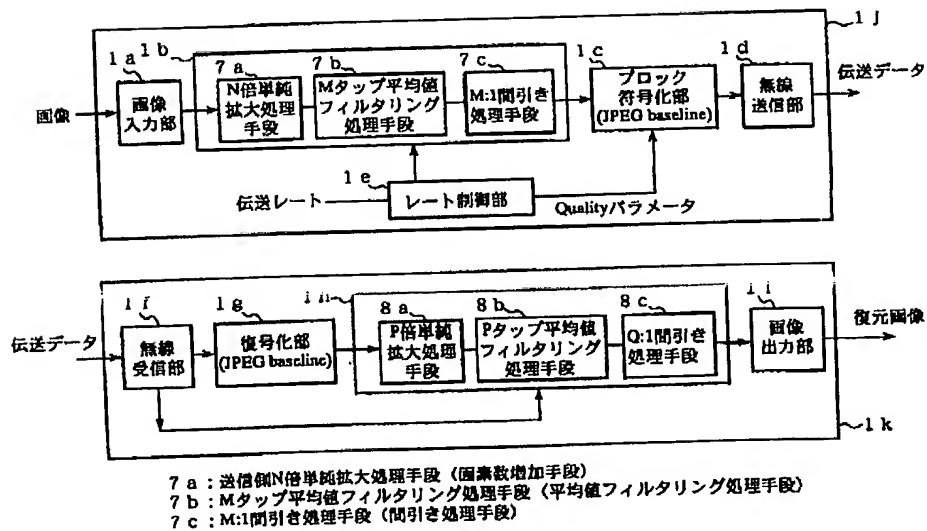 1 j
1 a
1 b
7 a
7 b
7 c
1 c
1 d
画像
画像
入力部
N倍単純
拡大処理
手段
Mタップ平均値
フィルタリング
処理手段
M:1間引き
処理手段
ブロック
符号化部
(JPEG baseline)
無線
送信部
伝送データ
1 e
伝送レート
レート制御部
Qualityパラメータ
1 f
1 g
1 h
8 a
8 b
8 c
1 i
伝送データ
無線
受信部
復号化部
(JPEG baseline)
P倍単純
拡大処理
手段
Pタップ平均値
フィルタリング
処理手段
Q:1間引き
処理手段
画像
出力部
復元画像
1 k
7 a : 送信側N倍単純拡大処理手段（画素数増加手段）
7 b : Mタップ平均値フィルタリング処理手段（平均値フィルタリング処理手段）
7 c : M:1間引き処理手段（間引き処理手段）